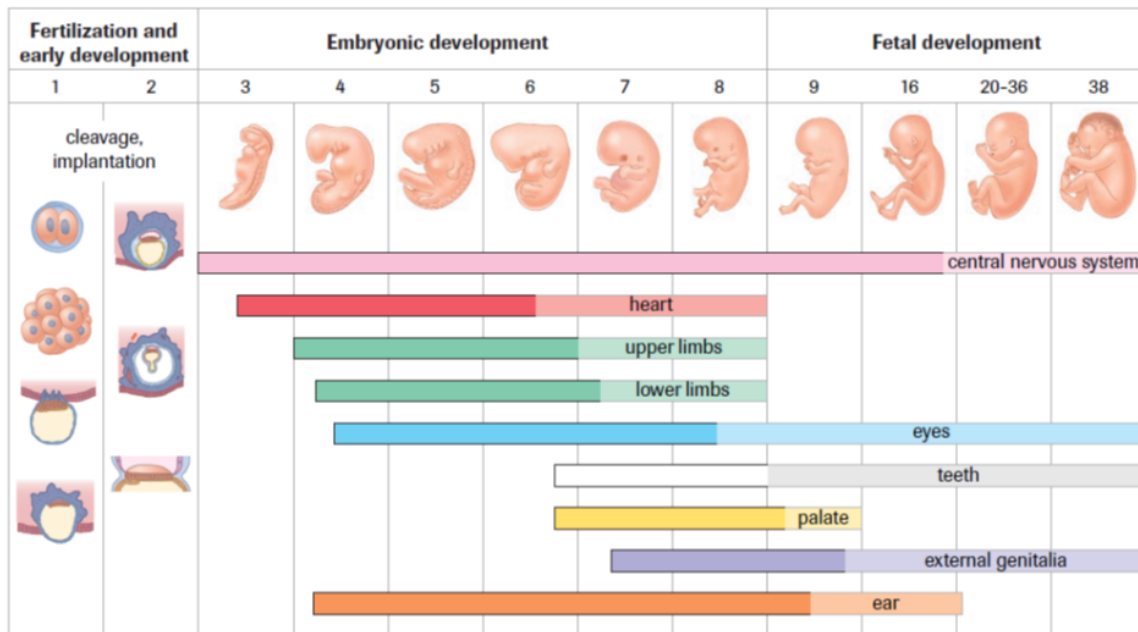 Fertilization and
early development
Embryonic development
Fetal development
1 2 3 4 5 6 7 8 9 16 20–36 38
cleavage,
implantation
central nervous system
heart
upper limbs
lower limbs
eyes
teeth
palate
external genitalia
ear